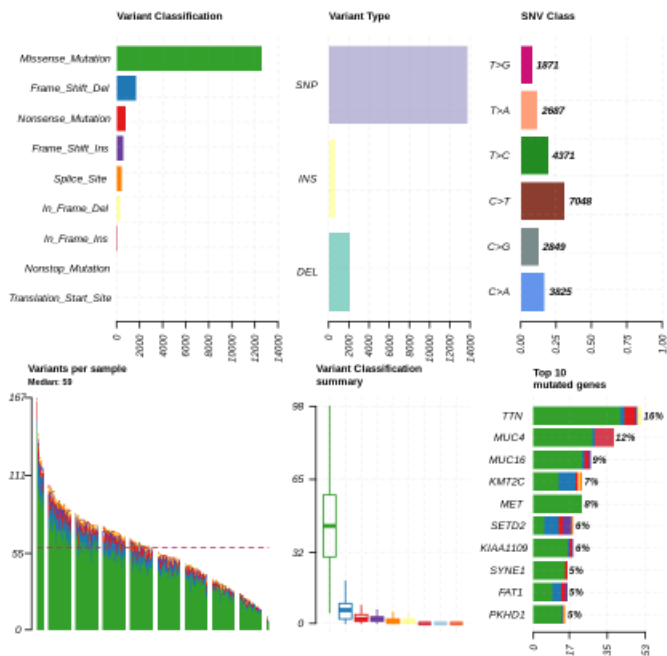 Variant Classification
Missense_Mutation
Frame_Shift_Del
Nonsense_Mutation
Frame_Shift_Ins
Splice_Site
In_Frame_Del
In_Frame_Ins
Nonstop_Mutation
Translation_Start_Site
0
2000
4000
6000
8000
10000
12000
14000
Variant Type
SNP
INS
DEL
0
2000
4000
6000
8000
10000
12000
14000
SNV Class
T>G 1871
T>A 2687
T>C 4371
C>T 7048
C>G 2849
C>A 3825
0.00
0.25
0.50
0.75
1.00
Variants per sample
Median: 59
167
111
55
0
Variant Classification
summary
98
65
32
0
Top 10
mutated genes
TTN 16%
MUC4 12%
MUC16 9%
KMT2C 7%
MET 8%
SETD2 6%
KIAA1109 6%
SYNE1 5%
FAT1 5%
PKHD1 5%
0
17
35
53